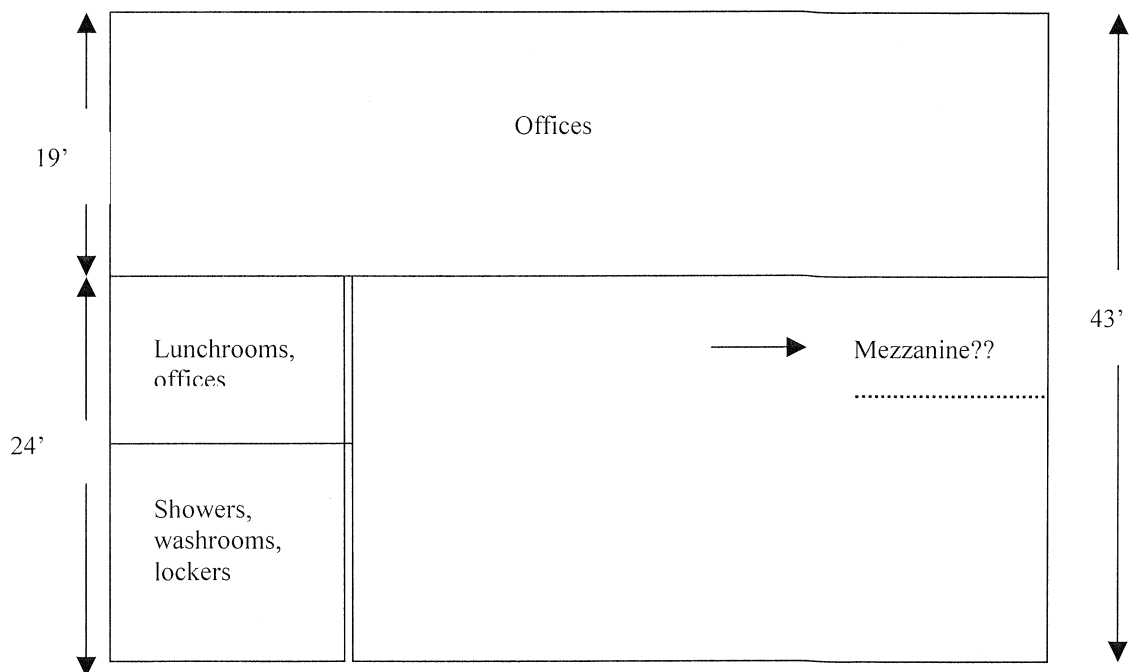 Offices
19’
Lunchrooms,
offices
Mezzanine??
43’
24’
Showers,
washrooms,
lockers